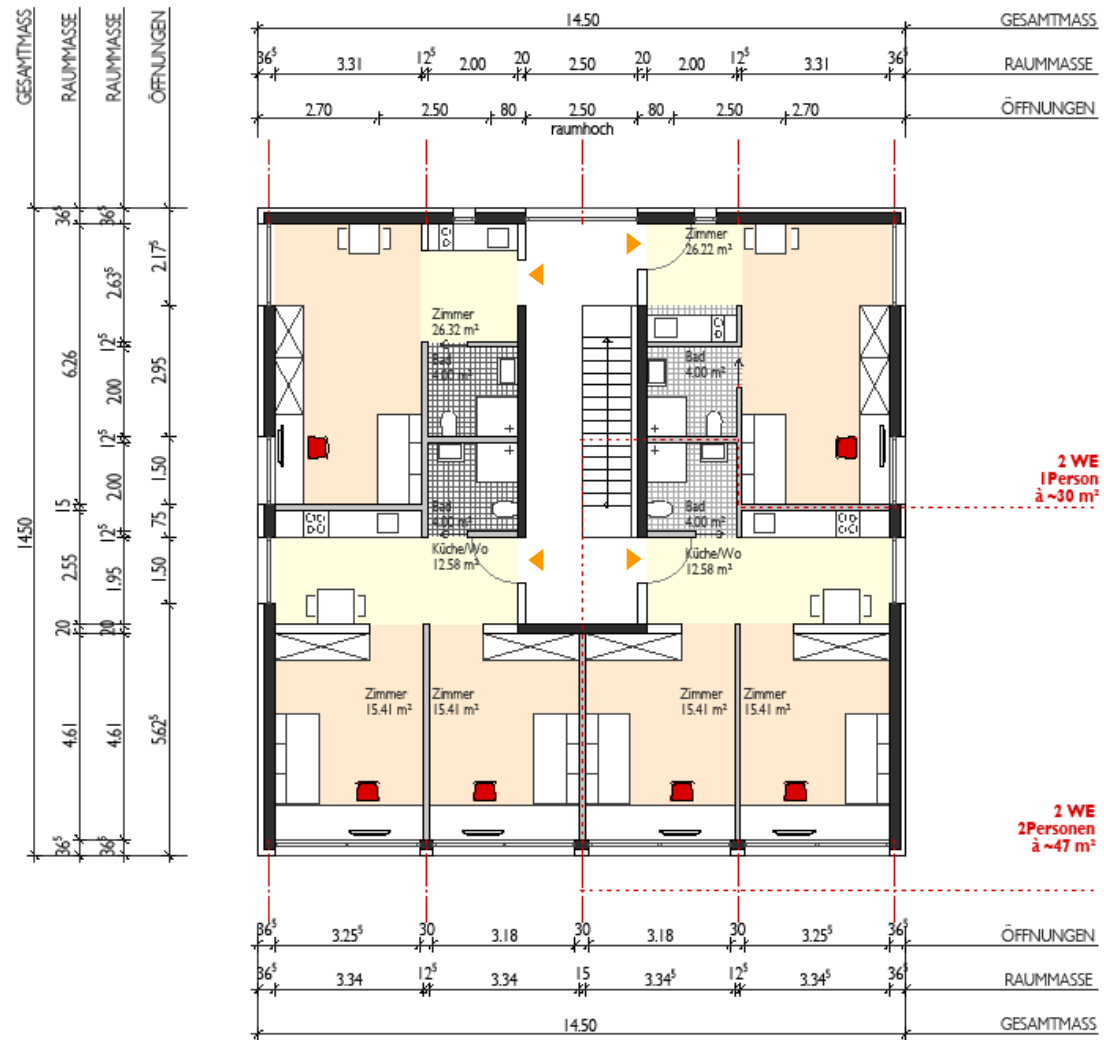 14.50
GESAMTMASS
36⁵ 3.31 12⁵ 2.00 20 2.50 20 2.00 12⁵ 3.31 36⁵
RAUMMASSE
2.70 2.50 80 2.50 80 2.50 2.70
ÖFFNUNGEN
raumhoch
GESAMTMASS
RAUMMASSE
RAUMMASSE
ÖFFNUNGEN
14.50
36⁵ 6.26 15 2.55 20 4.61 36⁵
36⁵ 2.63⁵ 12⁵ 2.00 12⁵ 2.00 12⁵ 1.95 20 4.61 36⁵
2.17⁵ 2.95 1.50 75 1.50 5.62⁵
Zimmer
26.22 m²
Zimmer
26.32 m²
Bad
4.00 m²
Bad
4.00 m²
Bad
4.00 m²
Bad
4.00 m²
Küche/Wo
12.58 m²
Küche/Wo
12.58 m²
Zimmer
15.41 m²
Zimmer
15.41 m²
Zimmer
15.41 m²
Zimmer
15.41 m²
2 WE
1Person
à ~30 m²
2 WE
2Personen
à ~47 m²
36⁵ 3.25⁵ 30 3.18 30 3.18 30 3.25⁵ 36⁵
ÖFFNUNGEN
36⁵ 3.34 12⁵ 3.34 15 3.34⁵ 12⁵ 3.34⁵ 36⁵
RAUMMASSE
14.50
GESAMTMASS